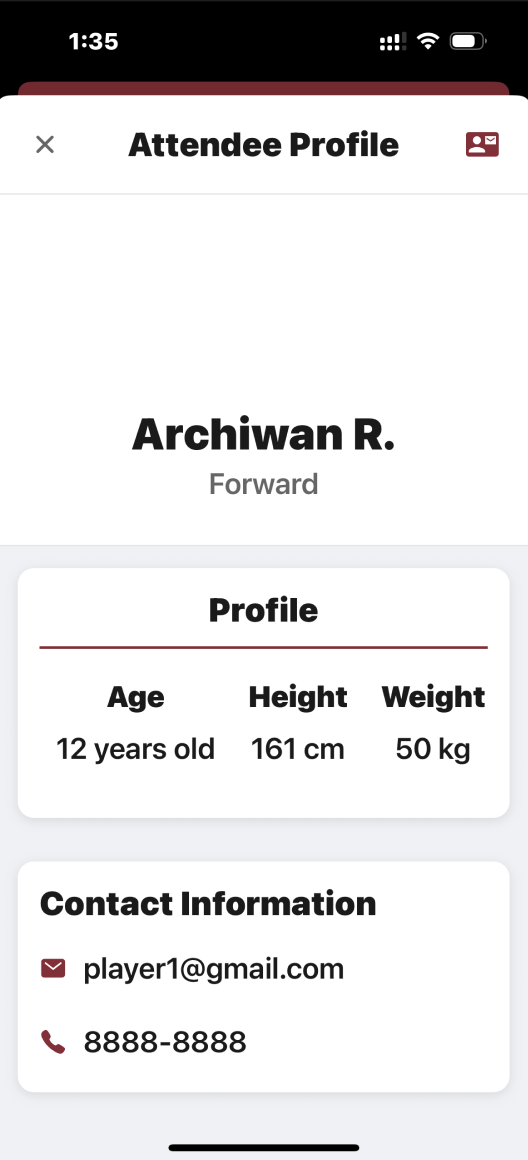 1:35
Attendee Profile
Archiwan R.
Forward
Profile
Age Height Weight
12 years old 161 cm 50 kg
Contact Information
player1@gmail.com
8888-8888